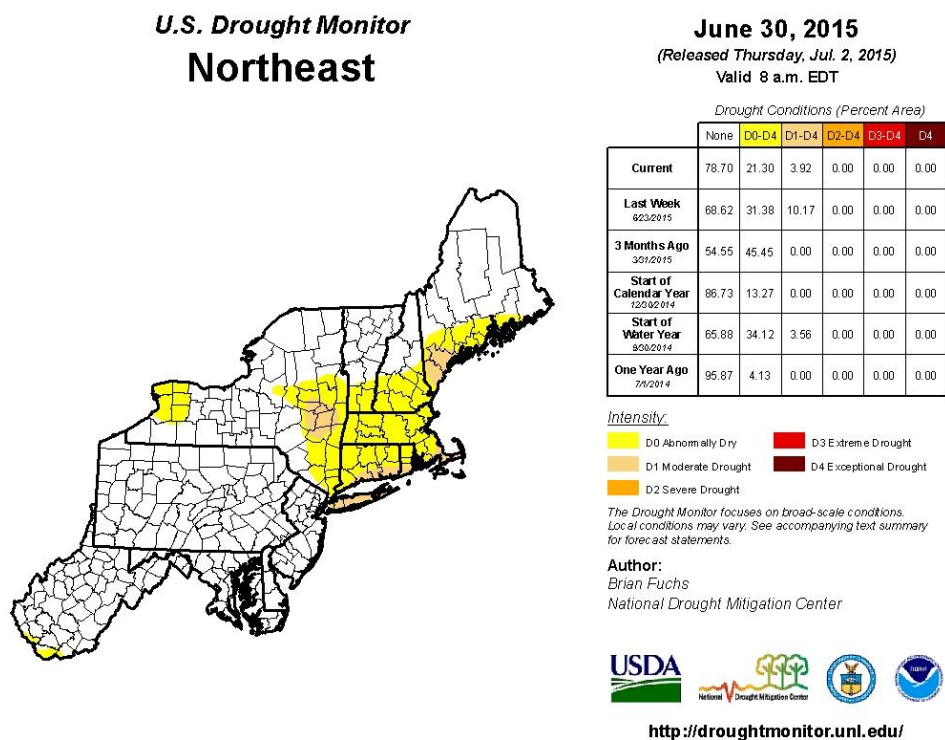 U.S. Drought Monitor
Northeast
June 30, 2015
(Released Thursday, Jul. 2, 2015)
Valid 8 a.m. EDT
Drought Conditions (Percent Area)
None D0-D4 D1-D4 D2-D4 D3-D4 D4
Current 78.70 21.30 3.92 0.00 0.00 0.00
Last Week
6/23/2015
68.62 31.38 10.17 0.00 0.00 0.00
3 Months Ago
3/31/2015
54.55 45.45 0.00 0.00 0.00 0.00
Start of
Calendar Year
12/30/2014
86.73 13.27 0.00 0.00 0.00 0.00
Start of
Water Year
9/30/2014
65.88 34.12 3.56 0.00 0.00 0.00
One Year Ago
7/1/2014
95.87 4.13 0.00 0.00 0.00 0.00
Intensity:
D0 Abnormally Dry
D1 Moderate Drought
D2 Severe Drought
D3 Extreme Drought
D4 Exceptional Drought
The Drought Monitor focuses on broad-scale conditions.
Local conditions may vary. See accompanying text summary
for forecast statements.
Author:
Brian Fuchs
National Drought Mitigation Center
USDA
National Drought Mitigation Center
noaa
http://droughtmonitor.unl.edu/